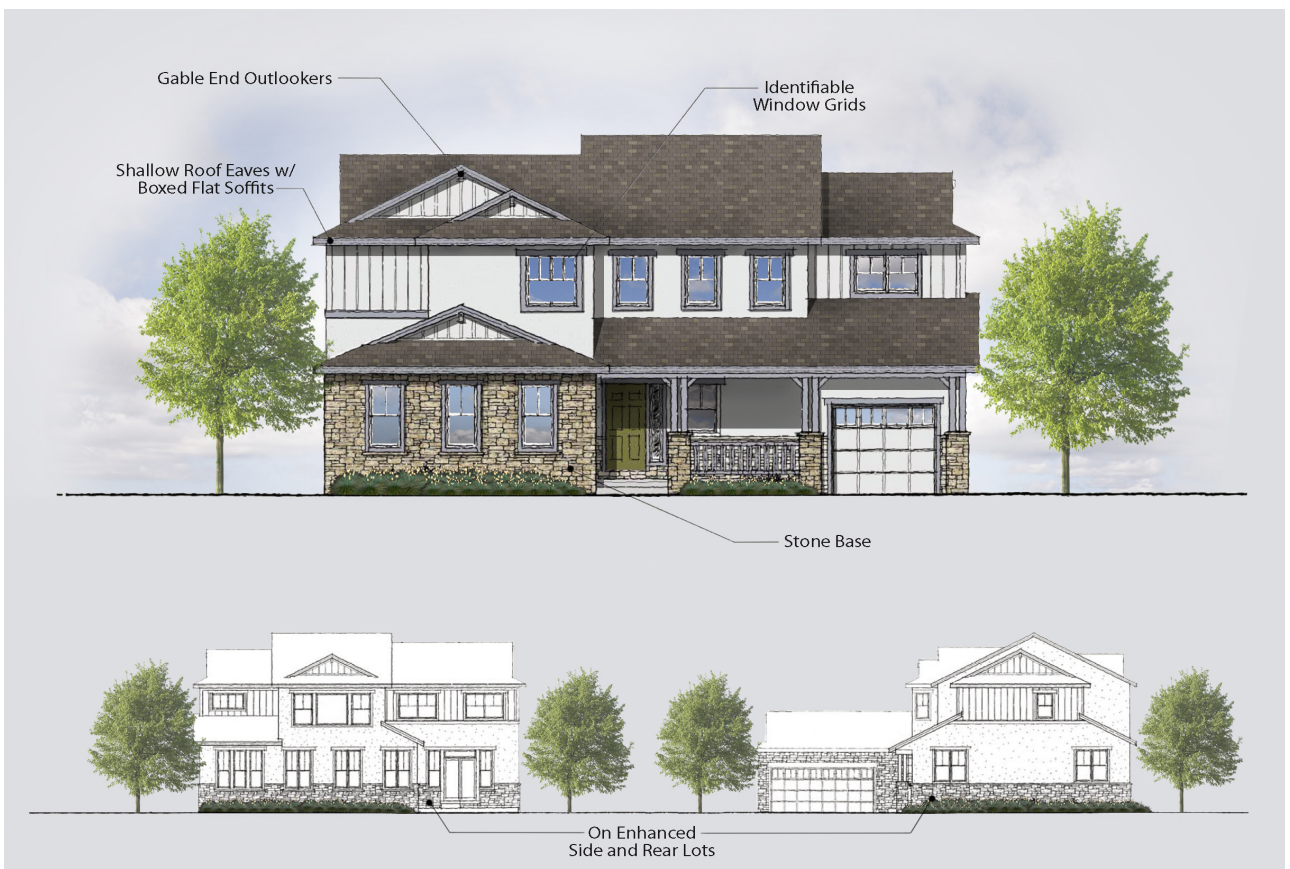 Gable End Outlookers
Identifiable
Window Grids
Shallow Roof Eaves w/
Boxed Flat Soffits
Stone Base
On Enhanced
Side and Rear Lots